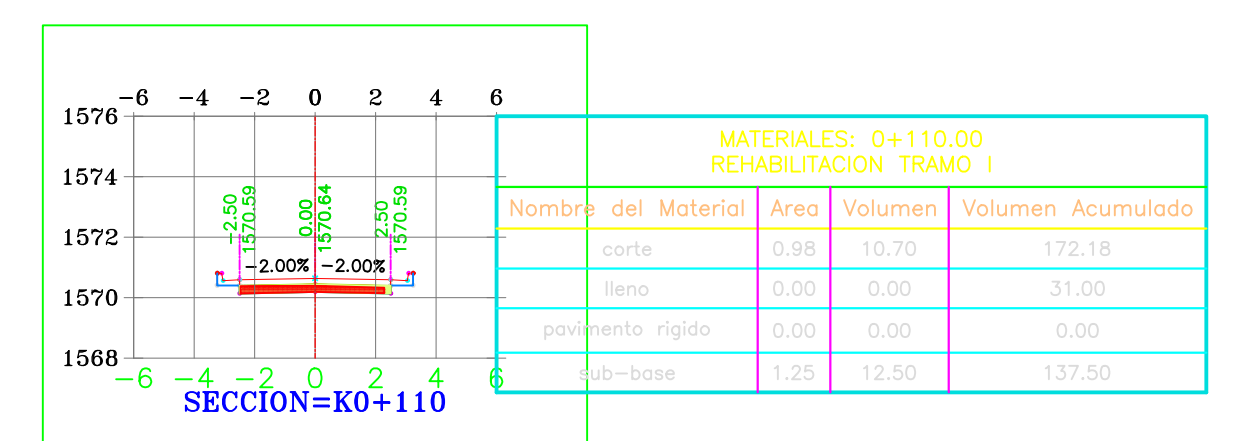 −6 −4 −2 0 2 4 6
1576
1574
1572
1570
1568
−2.50
1570.59
0.00
1570.64
2.50
1570.59
−2.00% −2.00%
−6 −4 −2 0 2 4 6
SECCION=K0+110
MATERIALES: 0+110.00
REHABILITACION TRAMO I
Nombre del Material Area Volumen Volumen Acumulado
corte 0.98 10.70 172.18
lleno 0.00 0.00 31.00
pavimento rigido 0.00 0.00 0.00
sub−base 1.25 12.50 137.50